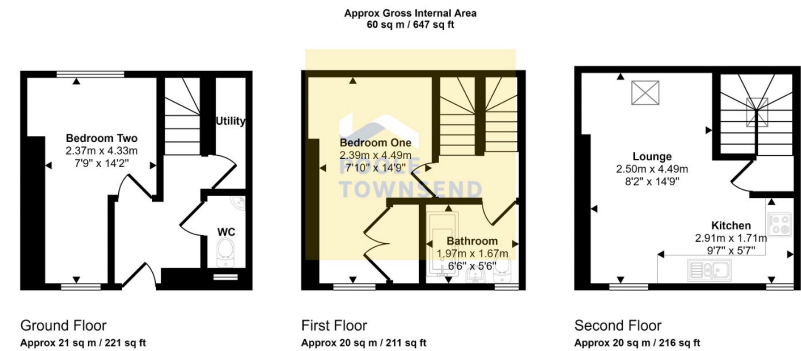 Approx Gross Internal Area
60 sq m / 647 sq ft
Bedroom Two
2.37m x 4.33m
7'9" x 14'2"
Utility
WC
Ground Floor
Approx 21 sq m / 221 sq ft
Bedroom One
2.39m x 4.49m
7'10" x 14'9"
POOLE
TOWNSEND
Bathroom
1.97m x 1.67m
6'6" x 5'6"
First Floor
Approx 20 sq m / 211 sq ft
Lounge
2.50m x 4.49m
8'2" x 14'9"
Kitchen
2.91m x 1.71m
9'7" x 5'7"
Second Floor
Approx 20 sq m / 216 sq ft